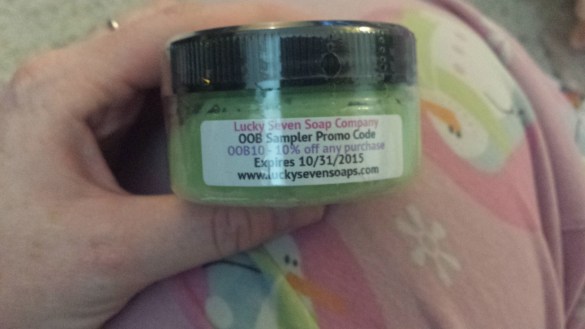 Lucky Seven Soap Company
OOB Sampler Promo Code
OOB10 - 10% off any purchase
Expires 10/31/2015
www.luckysevensoaps.com